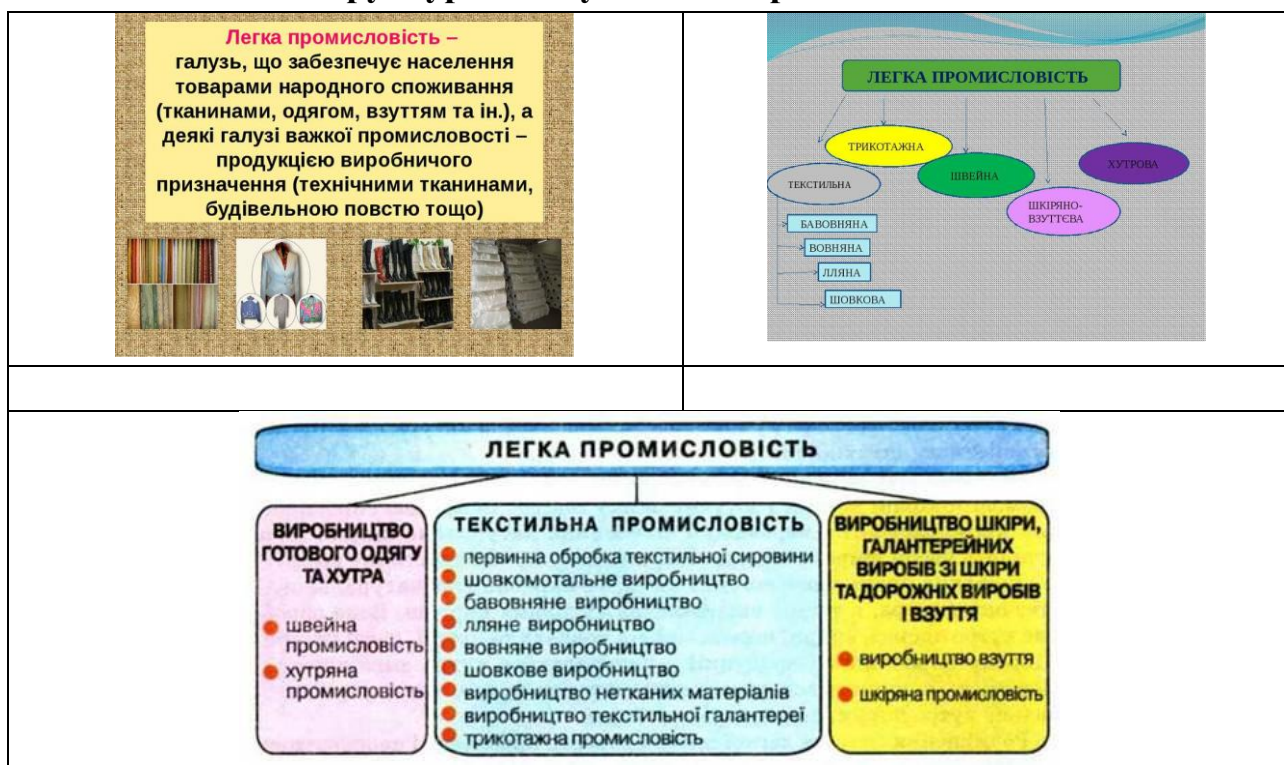 Легка промисловість –
галузь, що забезпечує населення
товарами народного споживання
(тканинами, одягом, взуттям та ін.), а
деякі галузі важкої промисловості –
продукцією виробничого
призначення (технічними тканинами,
будівельною повстю тощо)
ЛЕГКА ПРОМИСЛОВІСТЬ
ТРИКОТАЖНА
ХУТРОВА
ШВЕЙНА
ТЕКСТИЛЬНА
ШКІРЯНО-
ВЗУТТЄВА
БАВОВНЯНА
ВОВНЯНА
ЛЛЯНА
ШОВКОВА
ЛЕГКА ПРОМИСЛОВІСТЬ
ВИРОБНИЦТВО
ГОТОВОГО ОДЯГУ
ТА ХУТРА
швейна
промисловість
хутряна
промисловість
ТЕКСТИЛЬНА ПРОМИСЛОВІСТЬ
первинна обробка текстильної сировини
шовкомотальне виробництво
бавовняне виробництво
лляне виробництво
вовняне виробництво
шовкове виробництво
виробництво нетканих матеріалів
виробництво текстильної галантереї
трикотажна промисловість
ВИРОБНИЦТВО ШКІРИ,
ГАЛАНТЕРЕЙНИХ
ВИРОБІВ ЗІ ШКІРИ
ТА ДОРОЖНІХ ВИРОБІВ
І ВЗУТТЯ
виробництво взуття
шкіряна промисловість